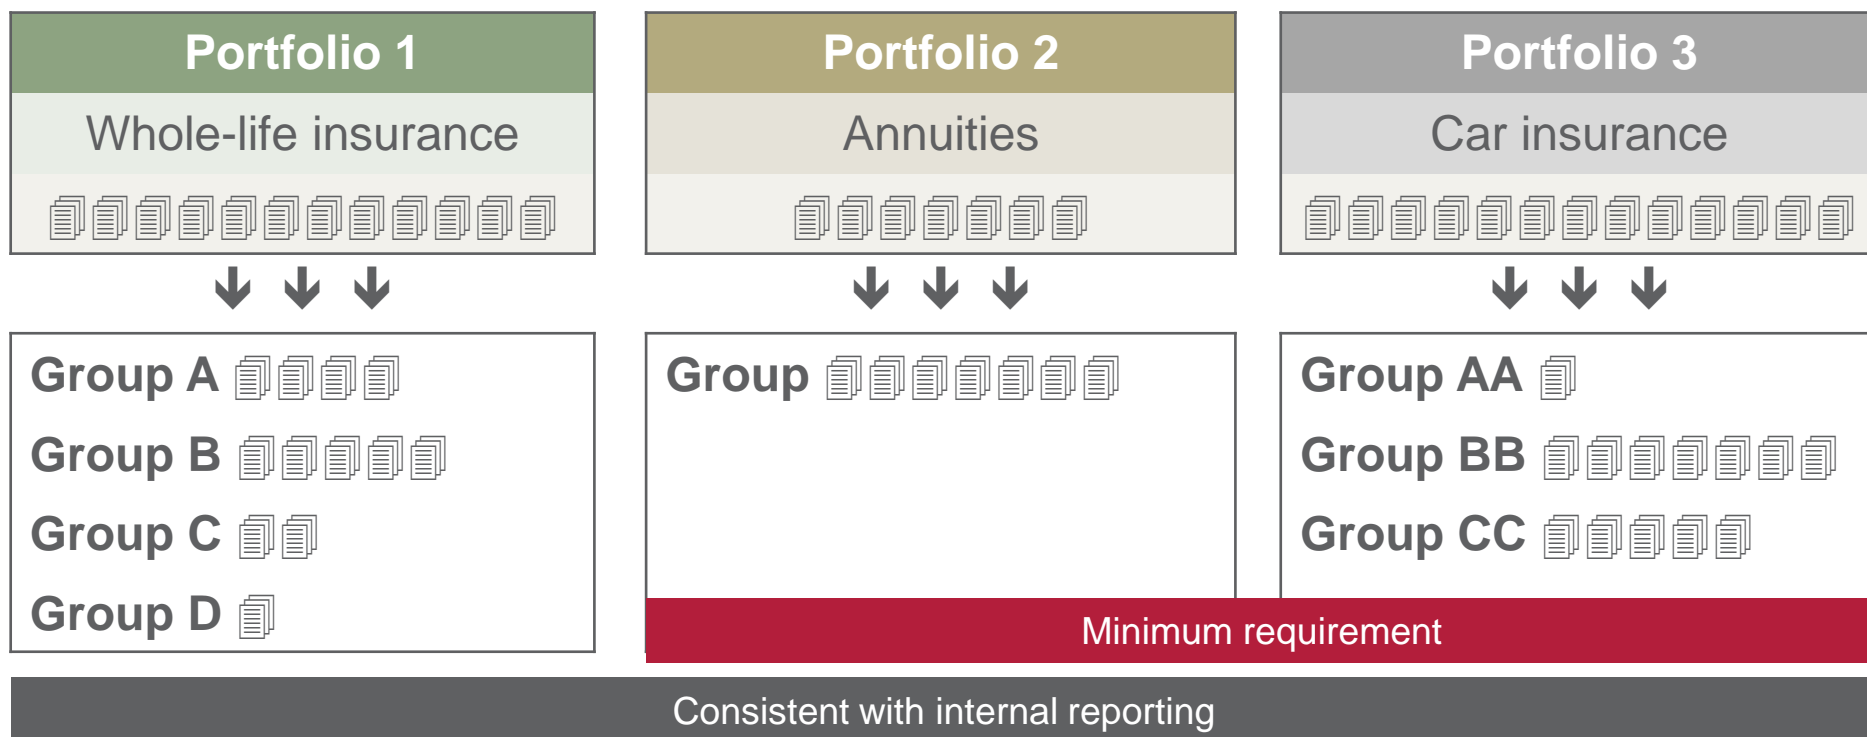 Portfolio 1
Whole-life insurance
Portfolio 2
Annuities
Portfolio 3
Car insurance
Group A
Group B
Group C
Group D
Group
Group AA
Group BB
Group CC
Minimum requirement
Consistent with internal reporting